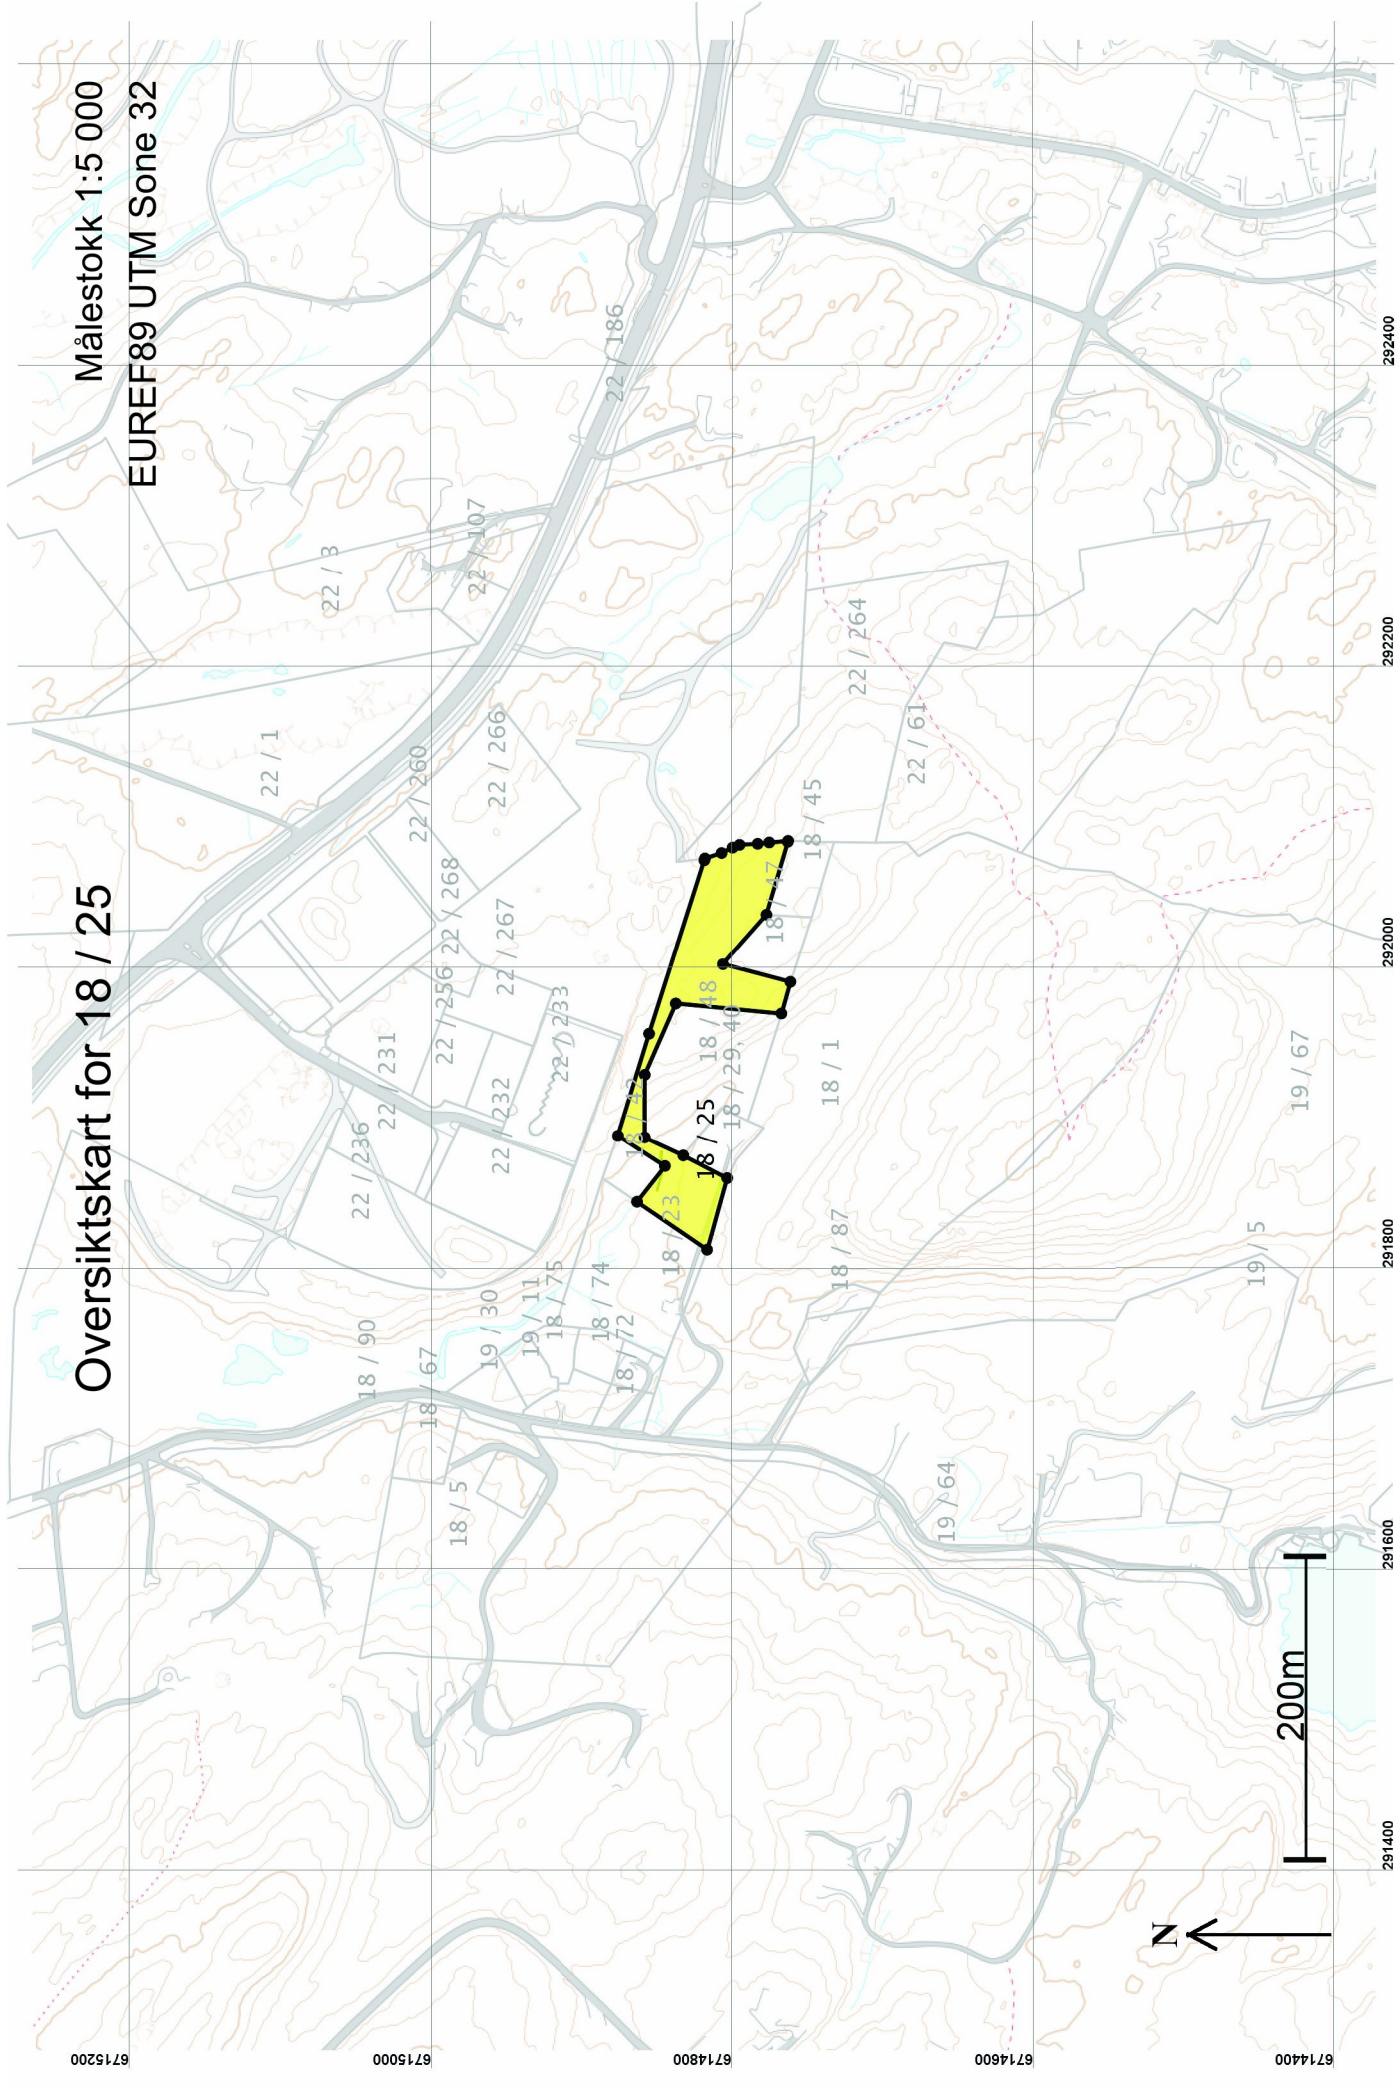 Oversiktskart for 18 / 25
Målestokk 1:5 000
EUREF89 UTM Sone 32
22 / 1
22 / 3
22 / 107
22 / 186
22 / 260
22 / 266
22 / 268
22 / 267
22 / 256
22 / 233
22 / 231
22 / 232
22 / 236
22 / 264
22 / 61
18 / 45
18 / 47
18 / 48
18 / 29, 40
18 / 42
18 / 25
18 / 23
18 / 1
18 / 87
18 / 90
18 / 67
19 / 30
19 / 11
18 / 75
18 / 74
18 / 72
18 / 5
19 / 64
19 / 5
19 / 67
N
200m
6715200
6715000
6714800
6714600
6714400
291400
291600
291800
292000
292200
292400